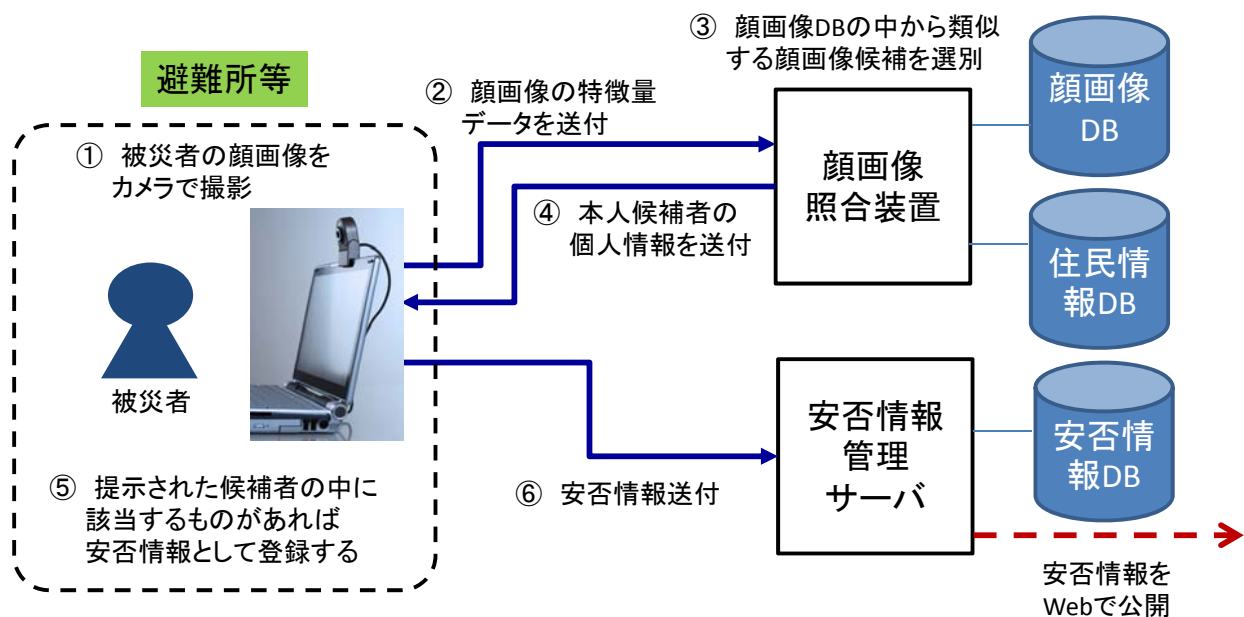 避難所等
① 被災者の顔画像を
カメラで撮影
被災者
⑤ 提示された候補者の中に
該当するものがあれば
安否情報として登録する
② 顔画像の特徴量
データを送付
③ 顔画像DBの中から類似
する顔画像候補を選別
④ 本人候補者の
個人情報を送付
顔画像
照合装置
顔画像
DB
住民情
報DB
⑥ 安否情報送付
安否情報
管理
サーバ
安否情
報DB
安否情報を
Webで公開